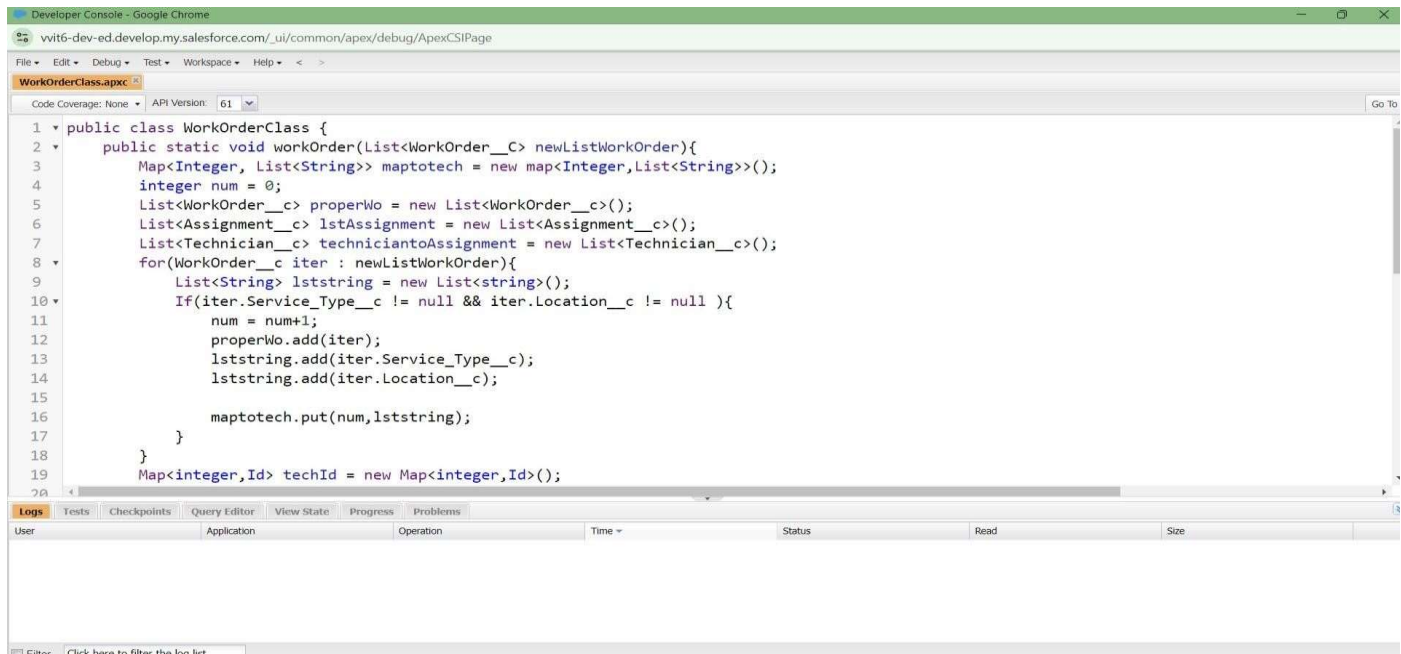 Developer Console - Google Chrome
vvit6-dev-ed.develop.my.salesforce.com/_ui/common/apex/debug/ApexCSIPage
File Edit Debug Test Workspace Help < >
WorkOrderClass.apxc
Code Coverage: None API Version: 61 Go To
1 public class WorkOrderClass {
2 public static void workOrder(List<WorkOrder__C> newListWorkOrder){
3 Map<Integer, List<String>> maptotech = new map<Integer,List<String>>();
4 integer num = 0;
5 List<WorkOrder__c> properWo = new List<WorkOrder__c>();
6 List<Assignment__c> lstAssignment = new List<Assignment__c>();
7 List<Technician__c> techniciantoAssignment = new List<Technician__c>();
8 for(WorkOrder__c iter : newListWorkOrder){
9 List<String> lststring = new List<string>();
10 If(iter.Service_Type__c != null && iter.Location__c != null ){
11 num = num+1;
12 properWo.add(iter);
13 lststring.add(iter.Service_Type__c);
14 lststring.add(iter.Location__c);
15
16 maptotech.put(num,lststring);
17 }
18 }
19 Map<integer,Id> techId = new Map<integer,Id>();
20
Logs Tests Checkpoints Query Editor View State Progress Problems
User Application Operation Time Status Read Size
Filter Click here to filter the log list